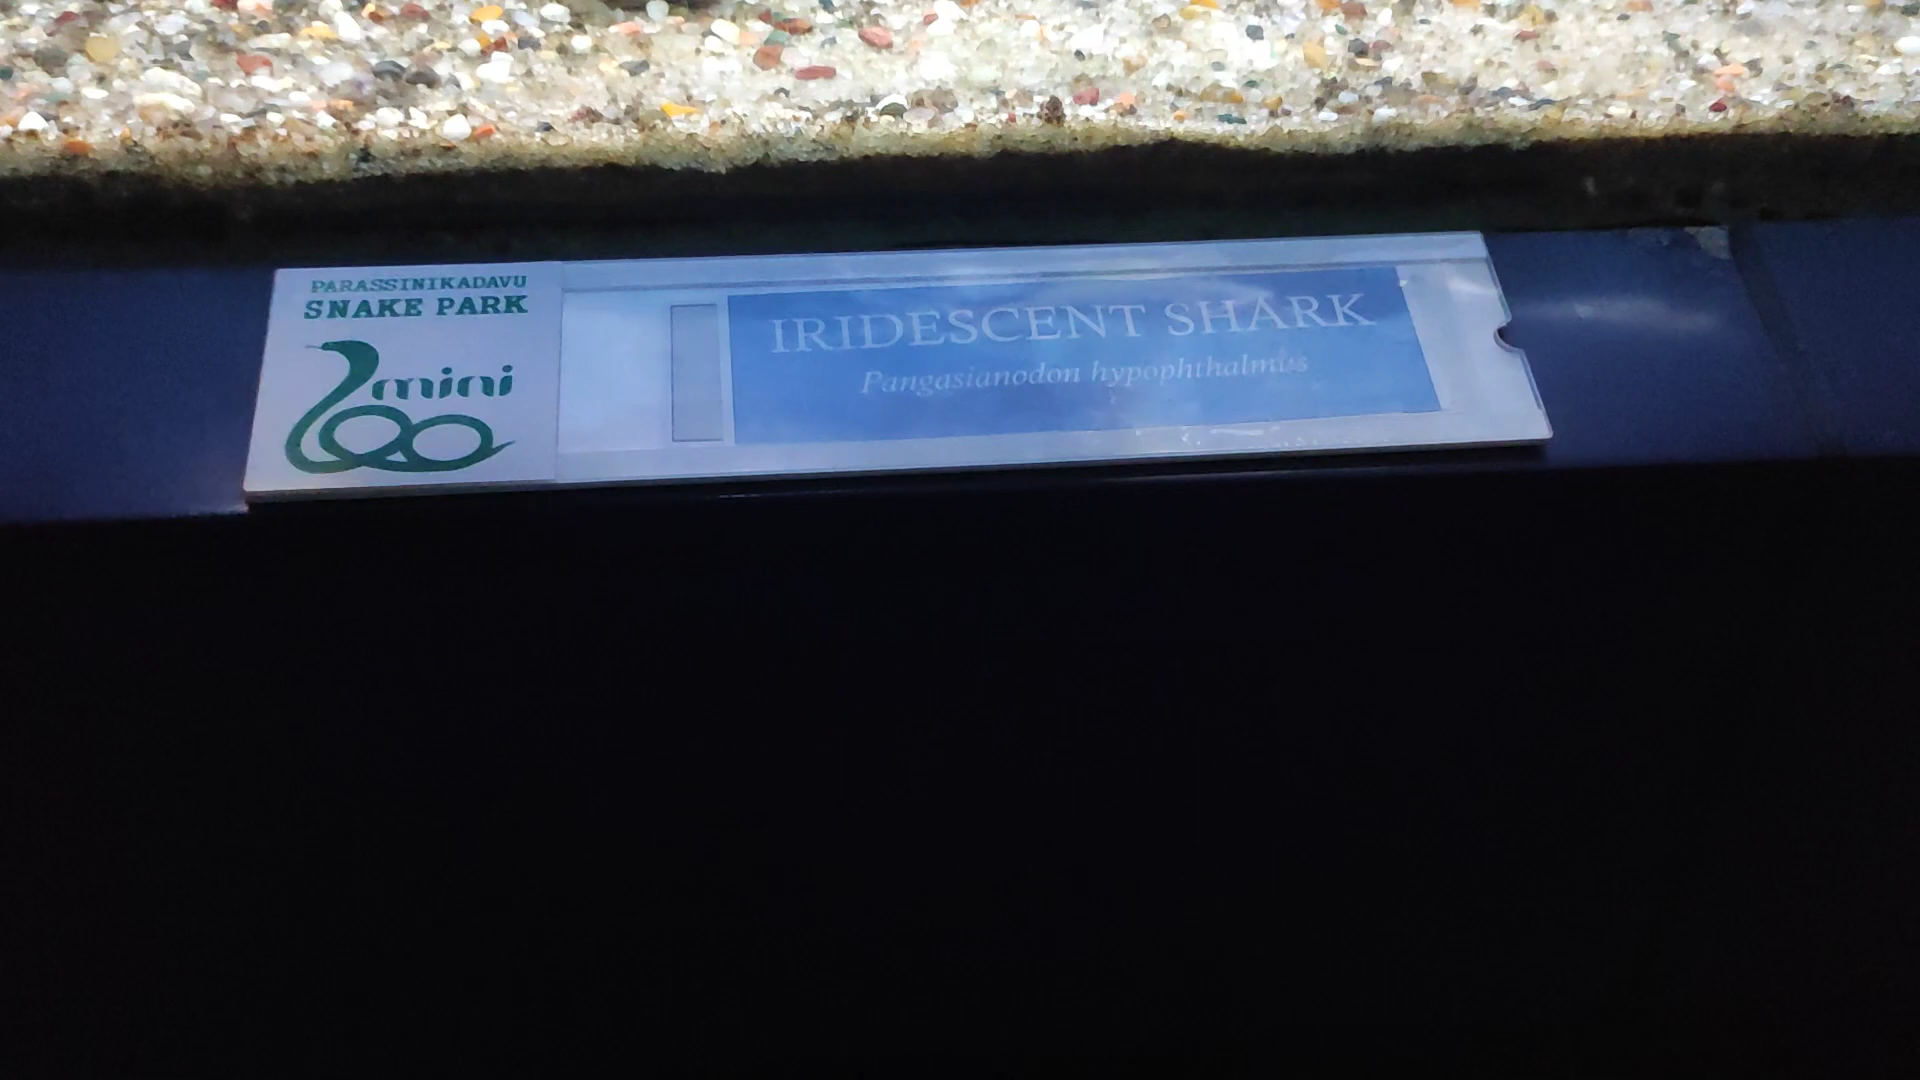 PARASSINIKADAVU
SNAKE PARK
mini
zoo
IRIDESCENT SHARK
Pangasianodon hypophthalmus